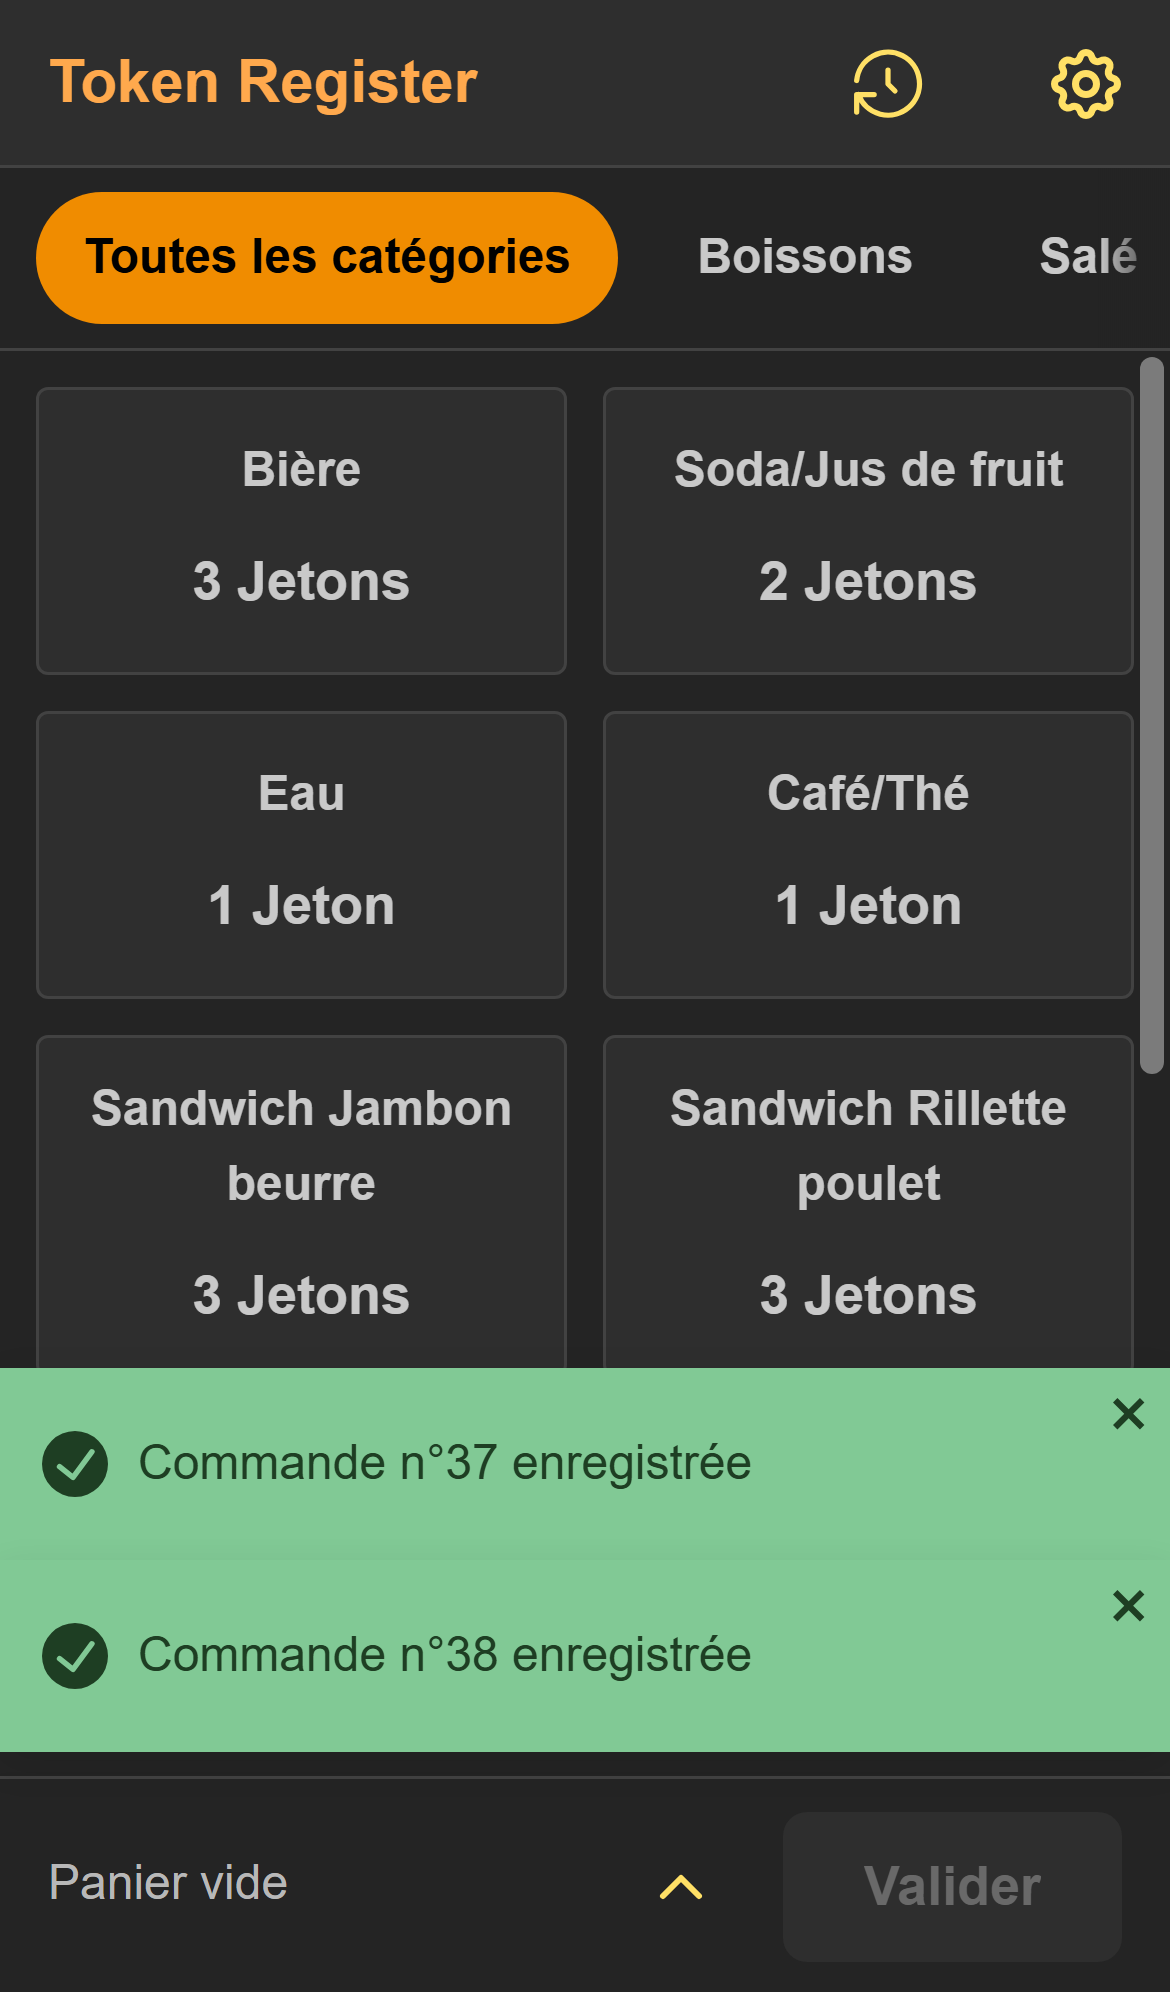 Token Register
Toutes les catégories
Boissons
Salé
Bière
3 Jetons
Soda/Jus de fruit
2 Jetons
Eau
1 Jeton
Café/Thé
1 Jeton
Sandwich Jambon
beurre
3 Jetons
Sandwich Rillette
poulet
3 Jetons
Commande n°37 enregistrée
Commande n°38 enregistrée
Panier vide
Valider